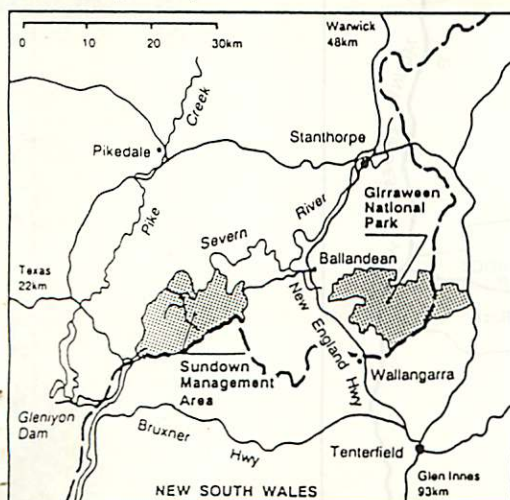 0 10 20 30km
Warwick
48km
Creek
Pikedale
Stanthorpe
Girraween
National
Park
River
Pike
Severn
Ballandean
Texas
22km
New England Hwy
Sundown
Management
Area
Wallangarra
Glenlyon
Dam
Bruxner
Hwy
Tenterfield
Glen Innes
93km
NEW SOUTH WALES